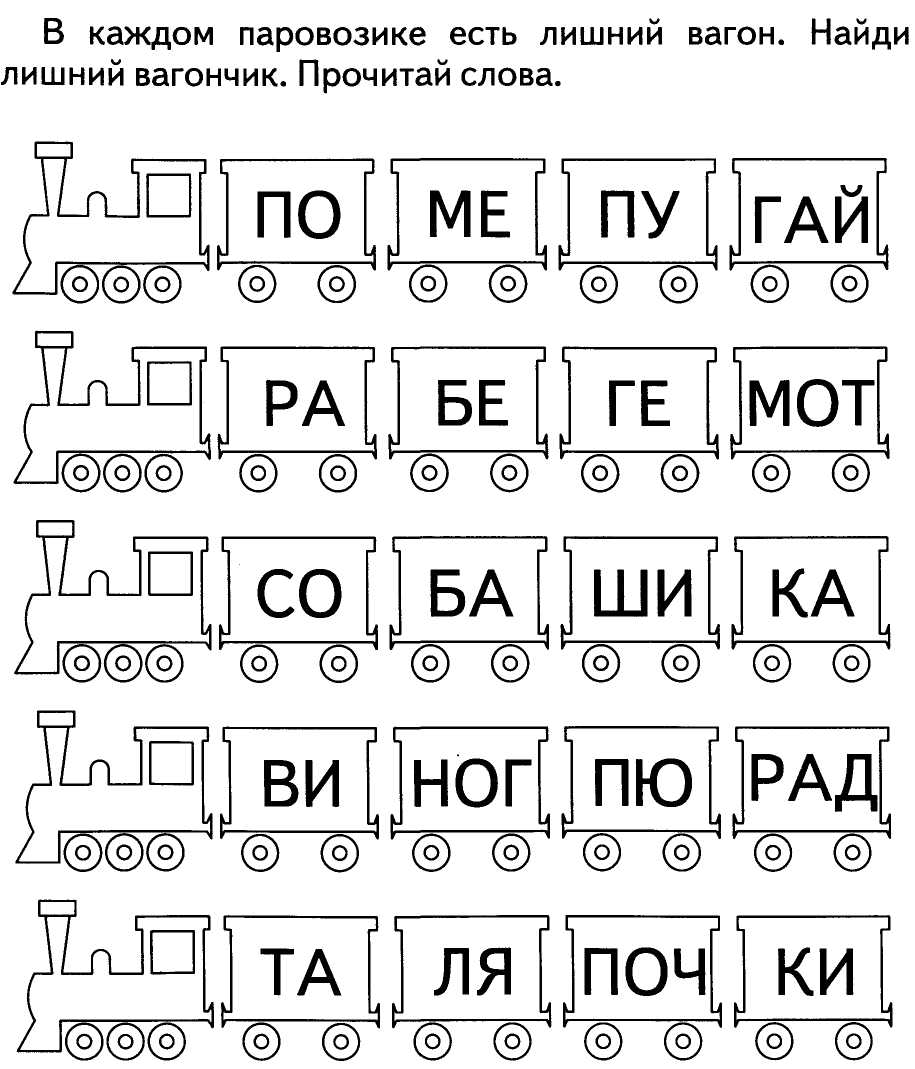 В каждом паровозике есть лишний вагон. Найди
лишний вагончик. Прочитай слова.
ПО МЕ ПУ ГАЙ
РА БЕ ГЕ МОТ
СО БА ШИ КА
ВИ НОГ ПЮ РАД
ТА ЛЯ ПОЧ КИ